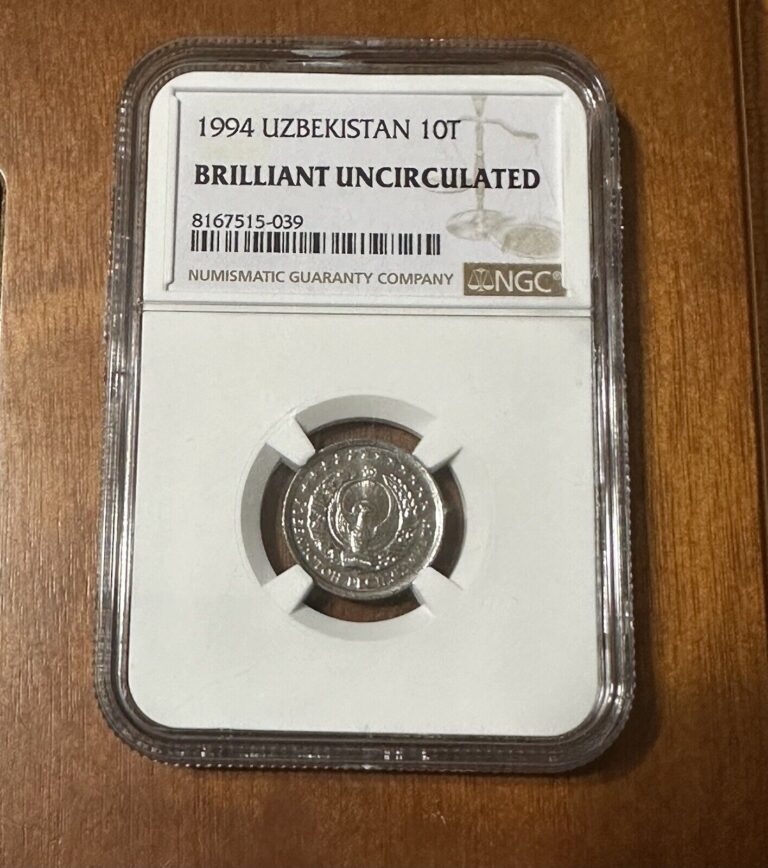 1994 UZBEKISTAN 10T
BRILLIANT UNCIRCULATED
8167515-039
NUMISMATIC GUARANTY COMPANY NGC®